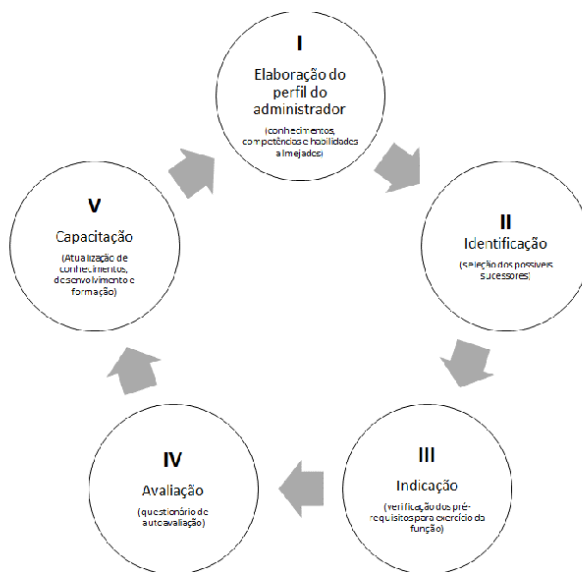 I
Elaboração do
perfil do
administrador
(conhecimentos,
competências e habilidades
almejados)
II
Identificação
(seleção dos possíveis
sucessores)
III
Indicação
(verificação dos pré-
requisitos para exercício da
função)
IV
Avaliação
(questionário de
autoavaliação)
V
Capacitação
(Atualização de
conhecimentos,
desenvolvimento e
formação)